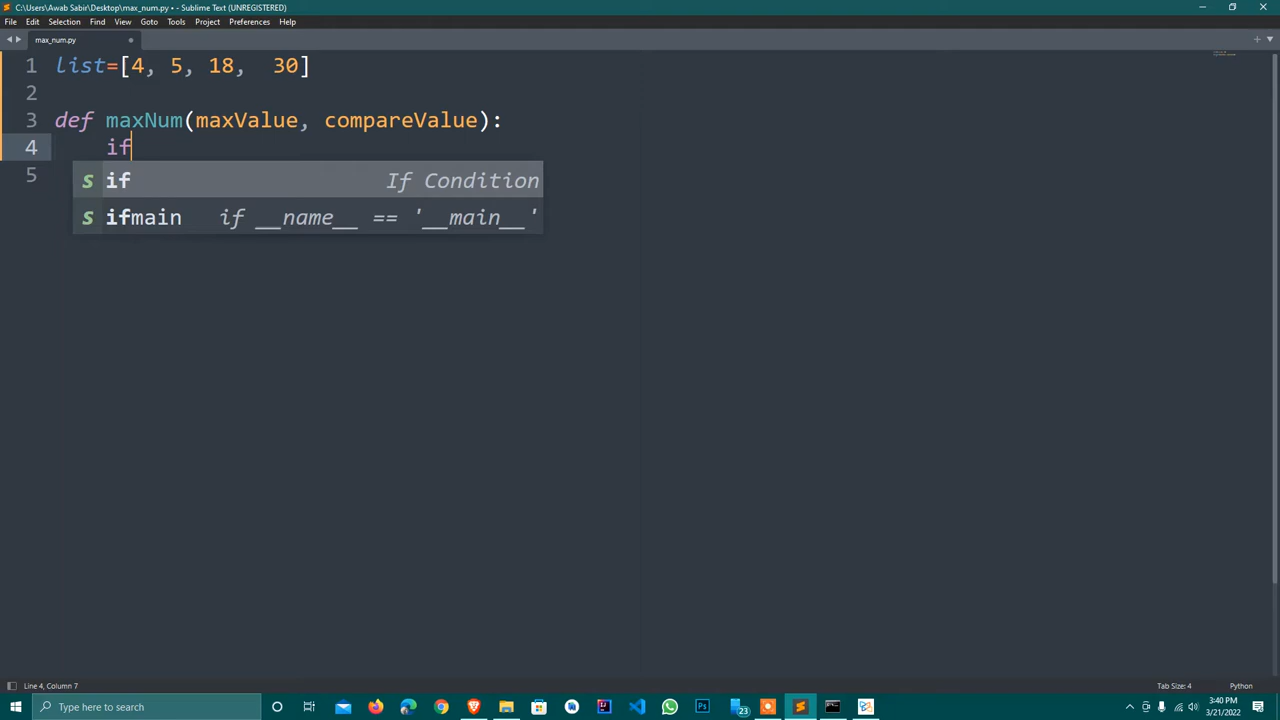 C:\Users\Awab Sabir\Desktop\max_num.py • - Sublime Text (UNREGISTERED)
File Edit Selection Find View Goto Tools Project Preferences Help
max_num.py
1 list=[4, 5, 18,  30]
2
3 def maxNum(maxValue, compareValue):
4 if
5
s if If Condition
s ifmain if __name__ == '__main__'
Line 4, Column 7
Tab Size: 4 Python
Type here to search
23
3:40 PM
3/21/2022